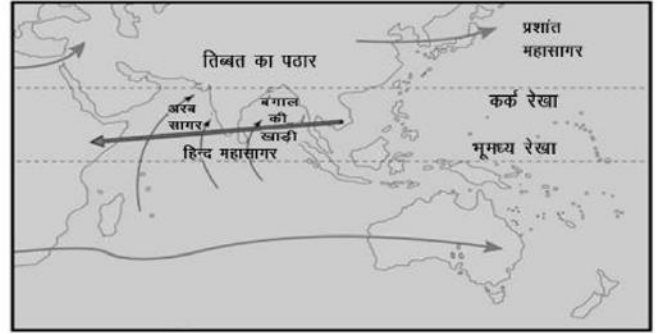 प्रशांत
महासागर
तिब्बत का पठार
कर्क रेखा
अरब
सागर
बंगाल
की
खाड़ी
हिन्द महासागर
भूमध्य रेखा